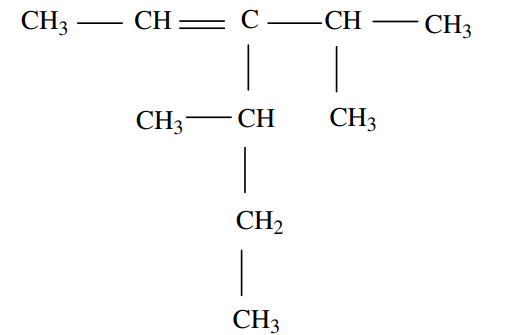 CH₃ — CH = C — CH — CH₃
CH₃ — CH CH₃
CH₂
CH₃